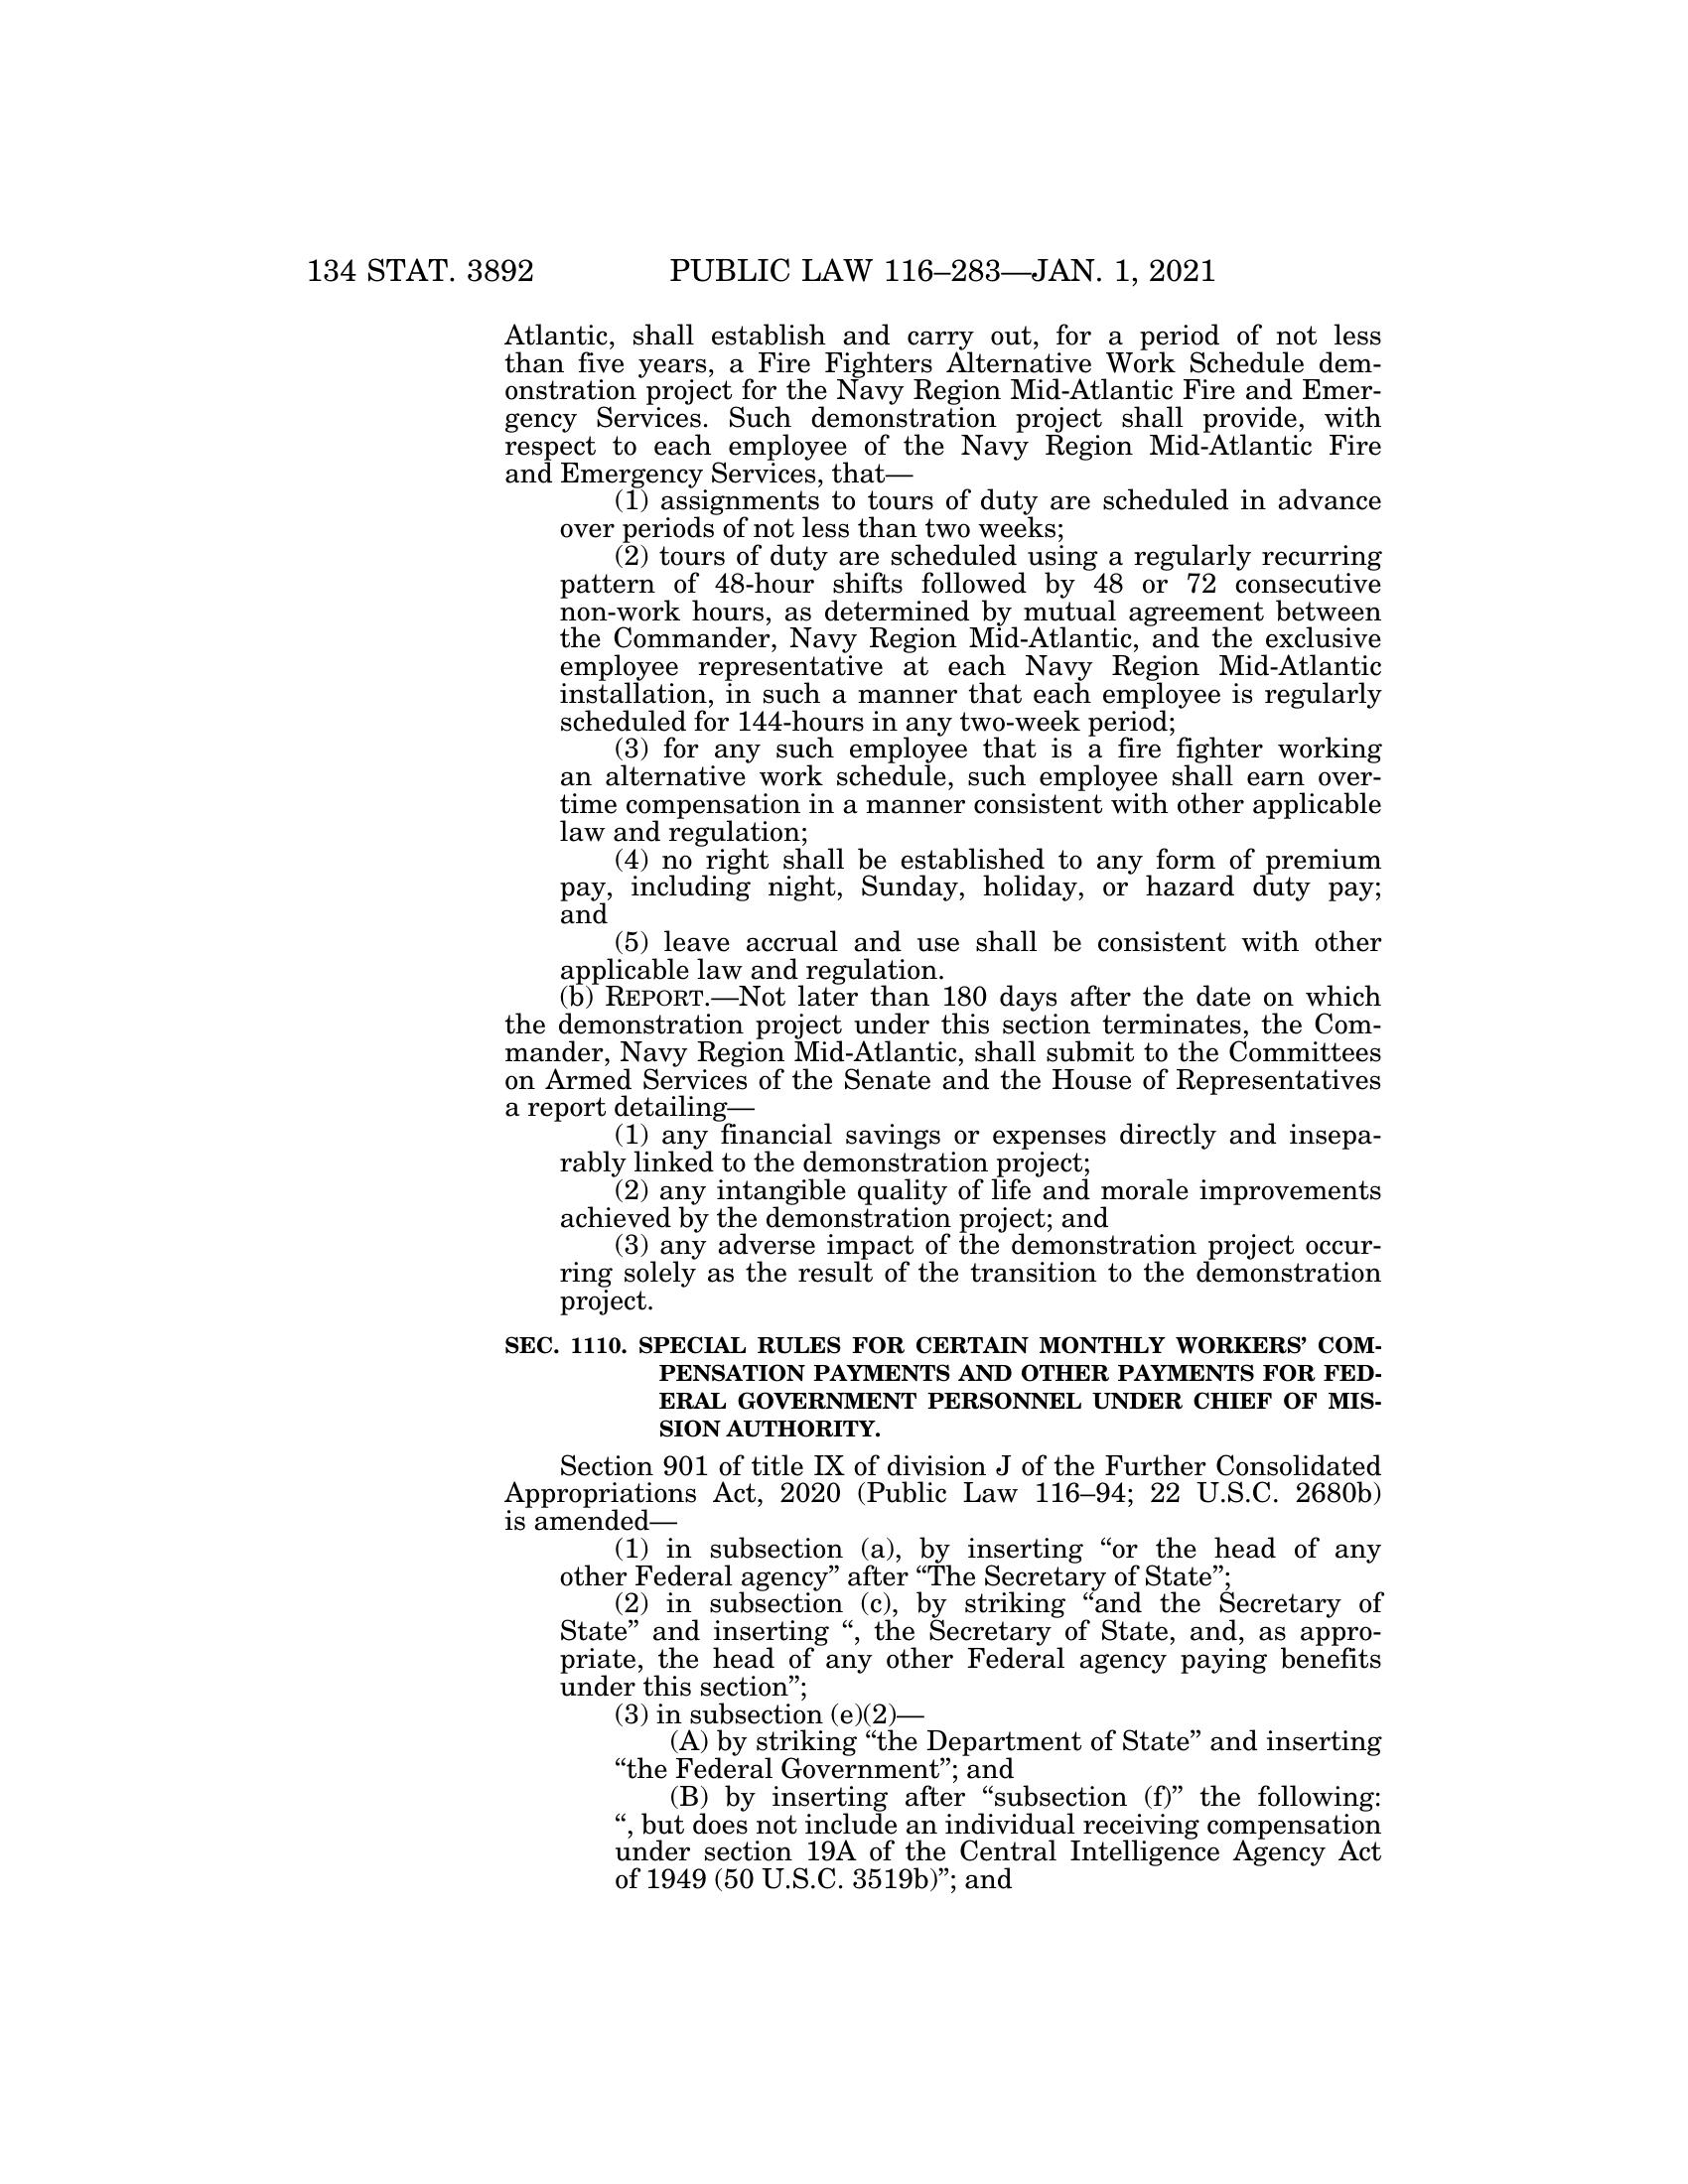 134 STAT. 3892 PUBLIC LAW 116–283—JAN. 1, 2021
Atlantic, shall establish and carry out, for a period of not less
than five years, a Fire Fighters Alternative Work Schedule dem-
onstration project for the Navy Region Mid-Atlantic Fire and Emer-
gency Services. Such demonstration project shall provide, with
respect to each employee of the Navy Region Mid-Atlantic Fire
and Emergency Services, that—
(1) assignments to tours of duty are scheduled in advance
over periods of not less than two weeks;
(2) tours of duty are scheduled using a regularly recurring
pattern of 48-hour shifts followed by 48 or 72 consecutive
non-work hours, as determined by mutual agreement between
the Commander, Navy Region Mid-Atlantic, and the exclusive
employee representative at each Navy Region Mid-Atlantic
installation, in such a manner that each employee is regularly
scheduled for 144-hours in any two-week period;
(3) for any such employee that is a fire fighter working
an alternative work schedule, such employee shall earn over-
time compensation in a manner consistent with other applicable
law and regulation;
(4) no right shall be established to any form of premium
pay, including night, Sunday, holiday, or hazard duty pay;
and
(5) leave accrual and use shall be consistent with other
applicable law and regulation.
(b) REPORT.—Not later than 180 days after the date on which
the demonstration project under this section terminates, the Com-
mander, Navy Region Mid-Atlantic, shall submit to the Committees
on Armed Services of the Senate and the House of Representatives
a report detailing—
(1) any financial savings or expenses directly and insepa-
rably linked to the demonstration project;
(2) any intangible quality of life and morale improvements
achieved by the demonstration project; and
(3) any adverse impact of the demonstration project occur-
ring solely as the result of the transition to the demonstration
project.
SEC. 1110. SPECIAL RULES FOR CERTAIN MONTHLY WORKERS’ COM-
PENSATION PAYMENTS AND OTHER PAYMENTS FOR FED-
ERAL GOVERNMENT PERSONNEL UNDER CHIEF OF MIS-
SION AUTHORITY.
Section 901 of title IX of division J of the Further Consolidated
Appropriations Act, 2020 (Public Law 116–94; 22 U.S.C. 2680b)
is amended—
(1) in subsection (a), by inserting “or the head of any
other Federal agency” after “The Secretary of State”;
(2) in subsection (c), by striking “and the Secretary of
State” and inserting “, the Secretary of State, and, as appro-
priate, the head of any other Federal agency paying benefits
under this section”;
(3) in subsection (e)(2)—
(A) by striking “the Department of State” and inserting
“the Federal Government”; and
(B) by inserting after “subsection (f)” the following:
“, but does not include an individual receiving compensation
under section 19A of the Central Intelligence Agency Act
of 1949 (50 U.S.C. 3519b)”; and